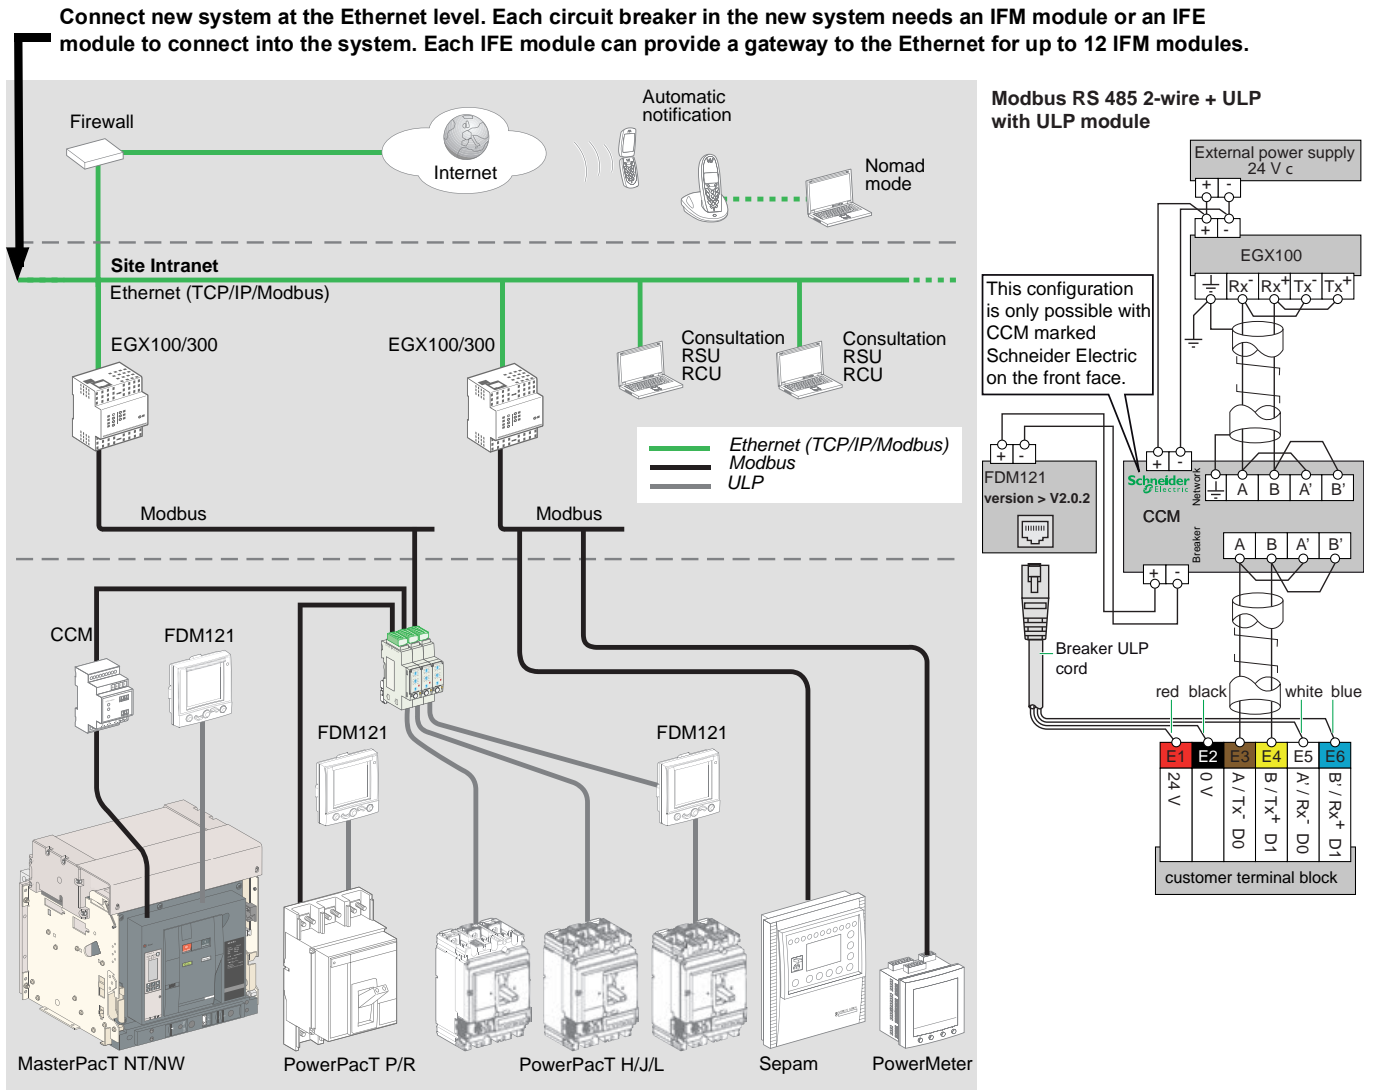 Connect new system at the Ethernet level. Each circuit breaker in the new system needs an IFM module or an IFE
module to connect into the system. Each IFE module can provide a gateway to the Ethernet for up to 12 IFM modules.
Firewall
Internet
Automatic
notification
Nomad
mode
Site Intranet
Ethernet (TCP/IP/Modbus)
EGX100/300
EGX100/300
Consultation
RSU
RCU
Consultation
RSU
RCU
Ethernet (TCP/IP/Modbus)
Modbus
ULP
Modbus
Modbus
CCM
FDM121
FDM121
FDM121
MasterPacT NT/NW
PowerPacT P/R
PowerPacT H/J/L
Sepam
PowerMeter
Modbus RS 485 2-wire + ULP
with ULP module
External power supply
24 V c
+ -
+ -
EGX100
Rx- Rx+ Tx- Tx+
This configuration
is only possible with
CCM marked
Schneider Electric
on the front face.
+ -
FDM121
version > V2.0.2
+ -
Schneider
Electric
CCM
Network
A B A' B'
Breaker
A B A' B'
+ -
Breaker ULP
cord
red black white blue
E1 E2 E3 E4 E5 E6
24 V
0 V
A / Tx- D0
B / Tx+ D1
A' / Rx- D0
B' / Rx+ D1
customer terminal block